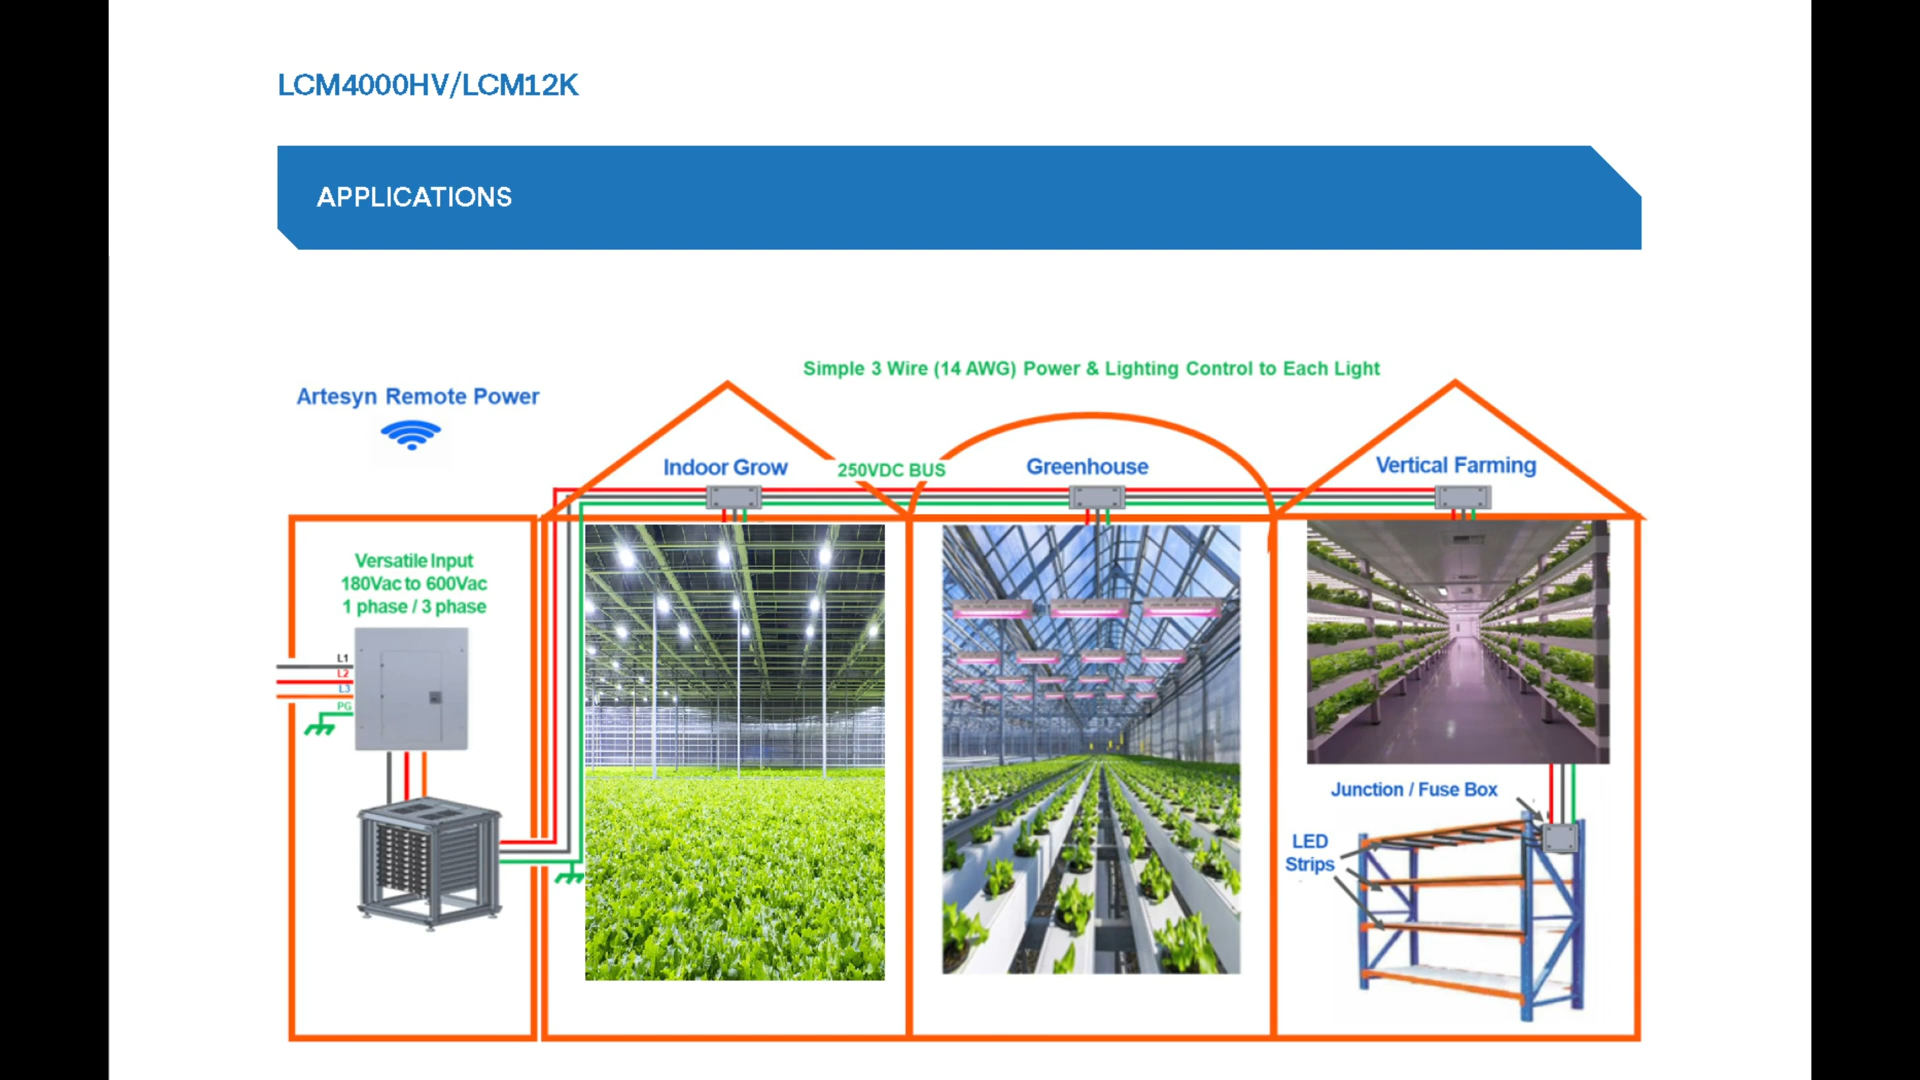 LCM4000HV/LCM12K
APPLICATIONS
Simple 3 Wire (14 AWG) Power & Lighting Control to Each Light
Artesyn Remote Power
Indoor Grow
250VDC BUS
Greenhouse
Vertical Farming
Versatile Input
180Vac to 600Vac
1 phase / 3 phase
L1
L2
L3
PG
Junction / Fuse Box
LED
Strips